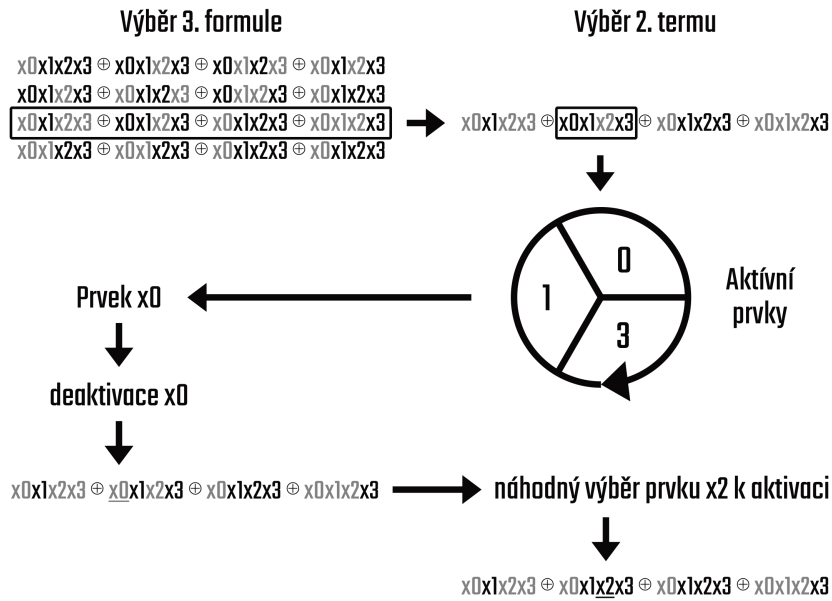 Výběr 3. formule
Výběr 2. termu
x0x1x2x3 ⊕ x0x1x2x3 ⊕ x0x1x2x3 ⊕ x0x1x2x3
x0x1x2x3 ⊕ x0x1x2x3 ⊕ x0x1x2x3 ⊕ x0x1x2x3
x0x1x2x3 ⊕ x0x1x2x3 ⊕ x0x1x2x3 ⊕ x0x1x2x3
x0x1x2x3 ⊕ x0x1x2x3 ⊕ x0x1x2x3 ⊕ x0x1x2x3
x0x1x2x3 ⊕ x0x1x2x3 ⊕ x0x1x2x3 ⊕ x0x1x2x3
0
1
3
Aktívní
prvky
Prvek x0
deaktivace x0
x0x1x2x3 ⊕ x0x1x2x3 ⊕ x0x1x2x3 ⊕ x0x1x2x3
náhodný výběr prvku x2 k aktivaci
x0x1x2x3 ⊕ x0x1x2x3 ⊕ x0x1x2x3 ⊕ x0x1x2x3